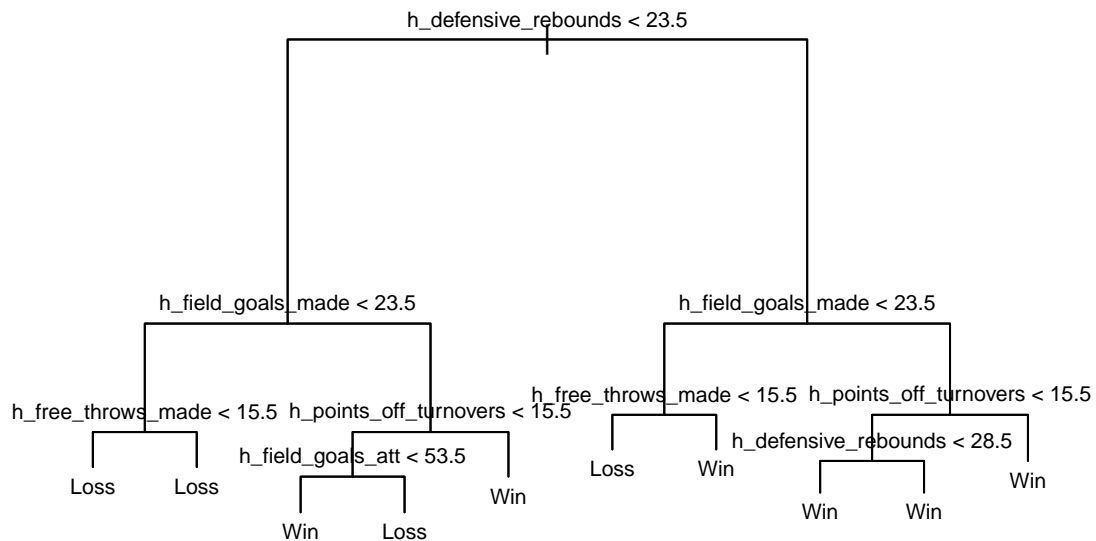 h_defensive_rebounds < 23.5
h_field_goals_made < 23.5
h_field_goals_made < 23.5
h_free_throws_made < 15.5
h_points_off_turnovers < 15.5
h_free_throws_made < 15.5
h_points_off_turnovers < 15.5
h_field_goals_att < 53.5
h_defensive_rebounds < 28.5
Loss
Loss
Win
Loss
Win
Loss
Win
Win
Win
Win